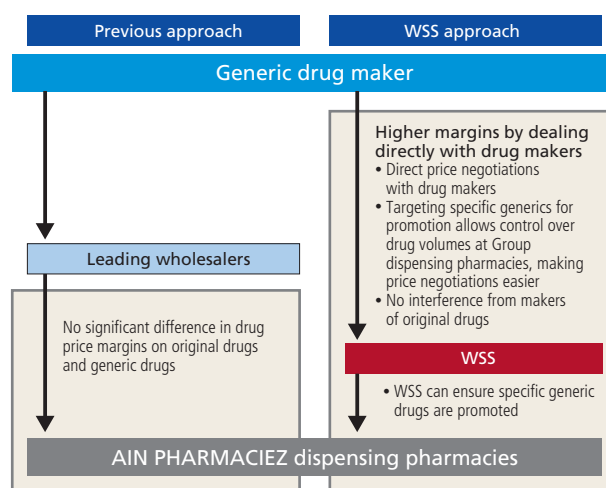 Previous approach
WSS approach
Generic drug maker
Higher margins by dealing
directly with drug makers
• Direct price negotiations
with drug makers
• Targeting specific generics for
promotion allows control over
drug volumes at Group
dispensing pharmacies, making
price negotiations easier
• No interference from makers
of original drugs
Leading wholesalers
No significant difference in drug
price margins on original drugs
and generic drugs
WSS
• WSS can ensure specific generic
drugs are promoted
AIN PHARMACIEZ dispensing pharmacies